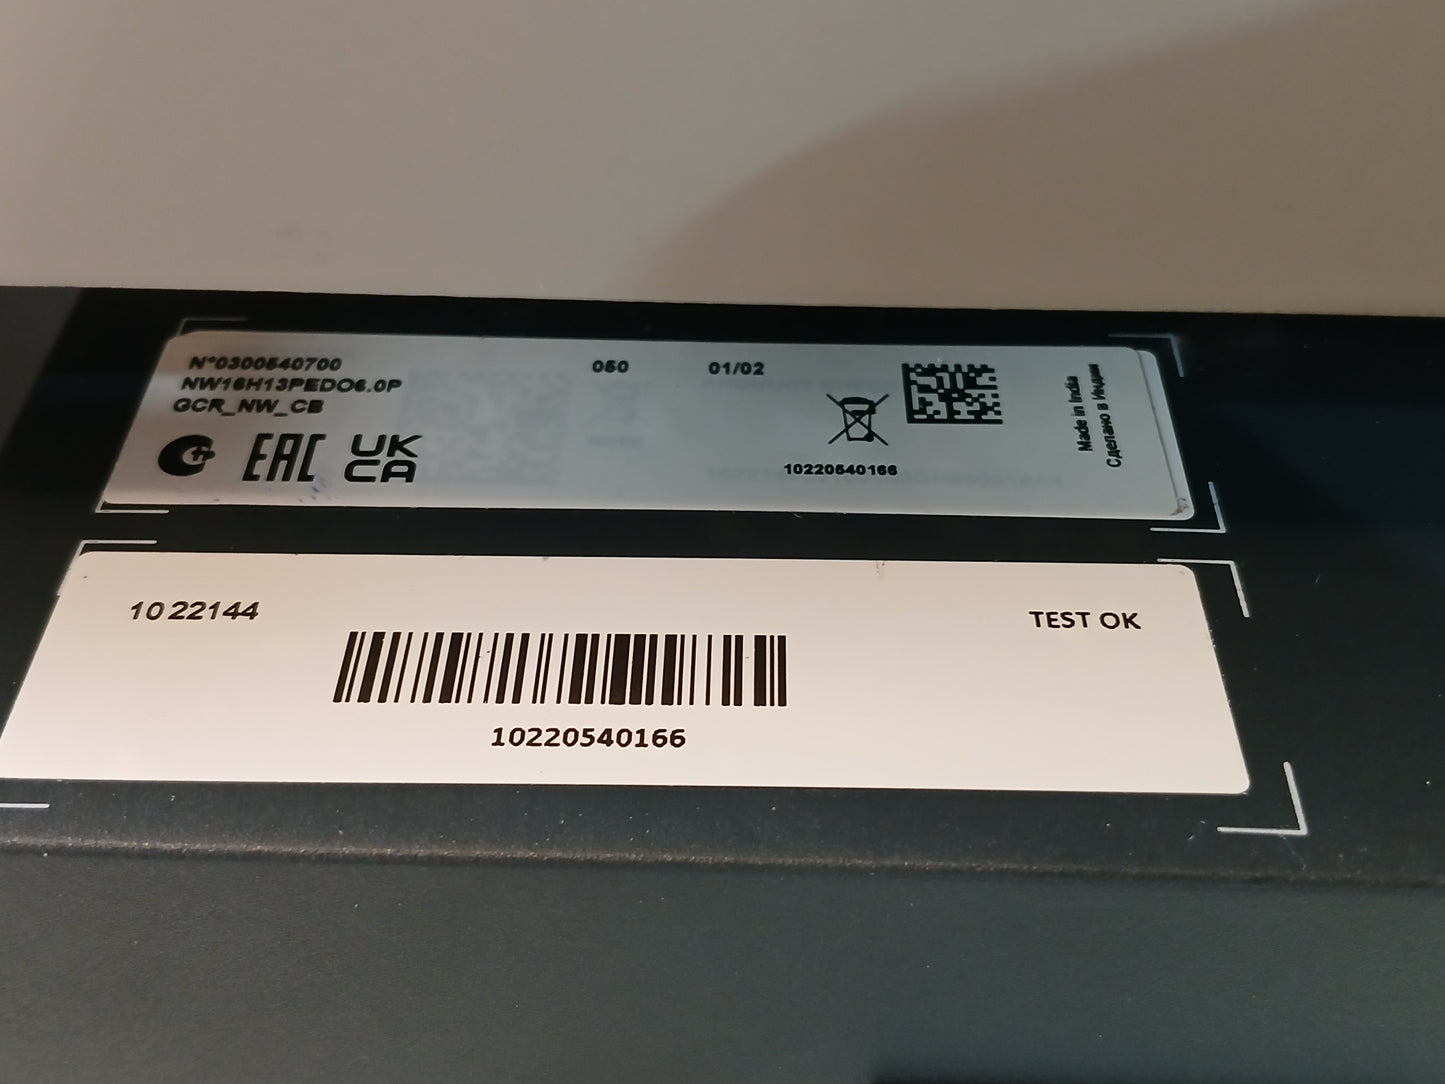 N°0300540700
NW16H13PEDO6.0P
GCR_NW_CB
050
01/02
EAC
UK
CA
10220540166
Made in India
Сделано в Индии
1022144
TEST OK
10220540166